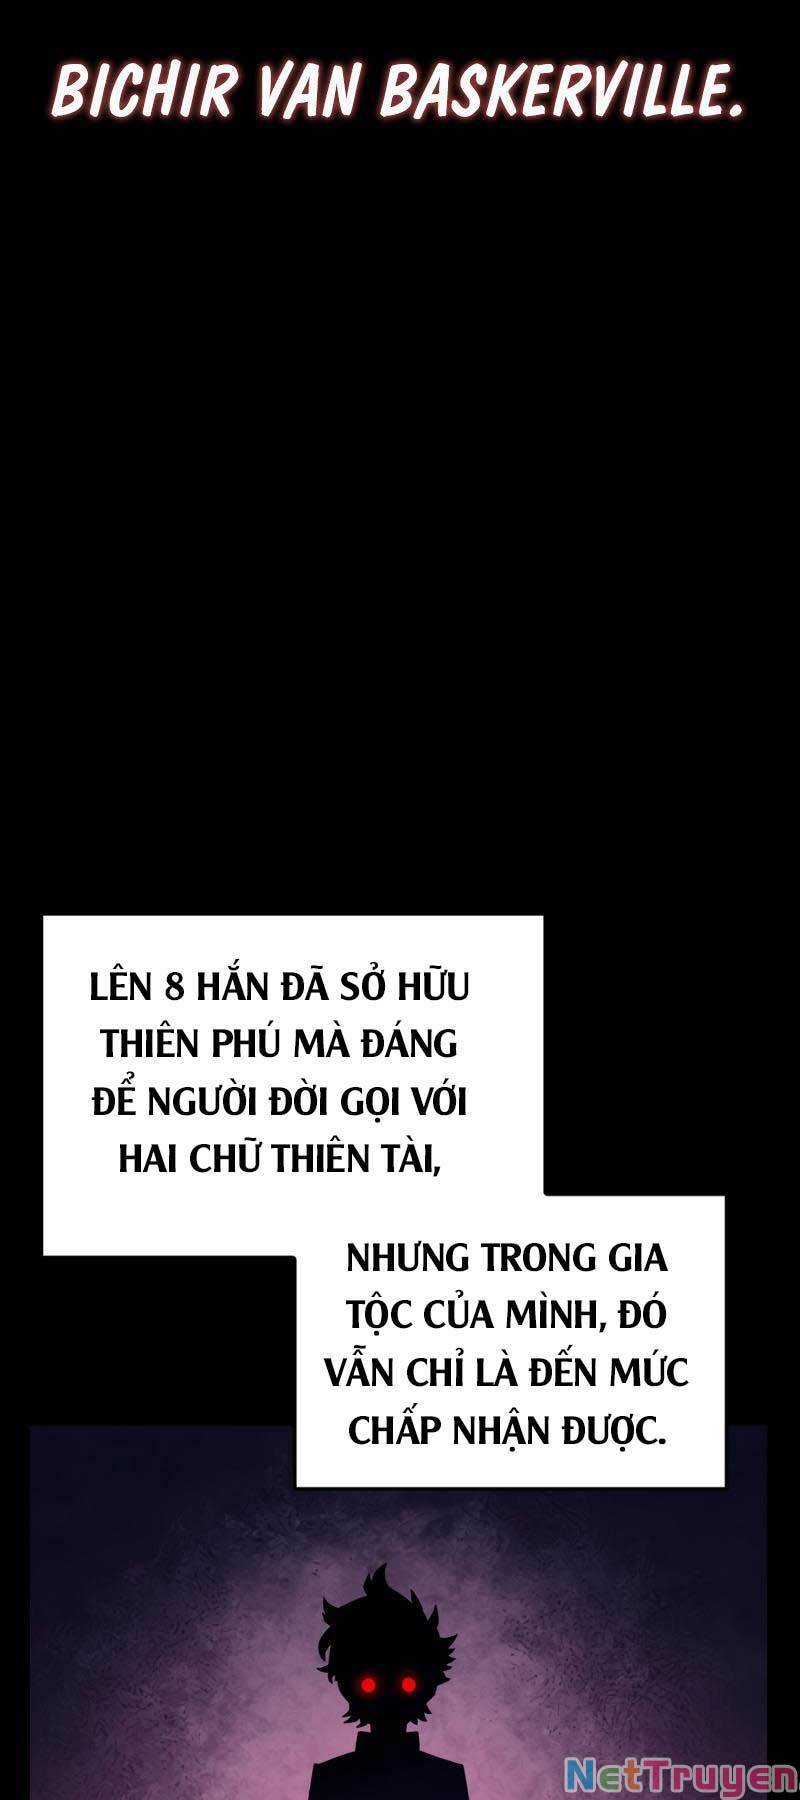 BICHIR VAN BASKERVILLE.
LÊN 8 HẮN ĐÃ SỞ HỮU
THIÊN PHÚ MÀ ĐÁNG
ĐỂ NGƯỜI ĐỜI GỌI VỚI
HAI CHỮ THIÊN TÀI,
NHƯNG TRONG GIA
TỘC CỦA MÌNH, ĐÓ
VẪN CHỈ LÀ ĐẾN MỨC
CHẤP NHẬN ĐƯỢC.
NetTruyen